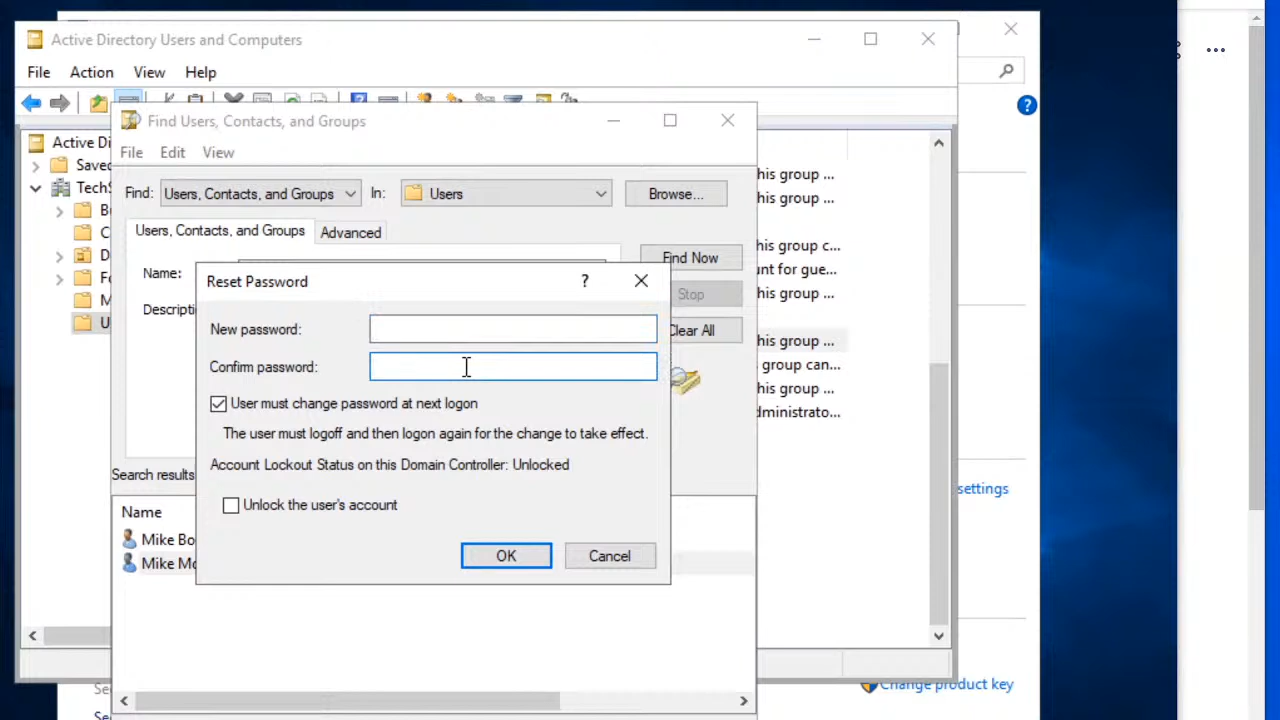 Active Directory Users and Computers
File Action View Help
Find Users, Contacts, and Groups
File Edit View
Find: Users, Contacts, and Groups In: Users Browse...
Users, Contacts, and Groups Advanced
Name:
Find Now
Stop
Clear All
Reset Password ?
New password:
Confirm password:
User must change password at next logon
The user must logoff and then logon again for the change to take effect.
Account Lockout Status on this Domain Controller: Unlocked
Unlock the user's account
OK Cancel
Search results
Name
Mike Bo
Mike Mo
Active Di
Saved
TechS
his group ...
his group ...
his group c...
unt for gue...
his group ...
his group ...
group can...
his group ...
dministrato...
settings
Change product key